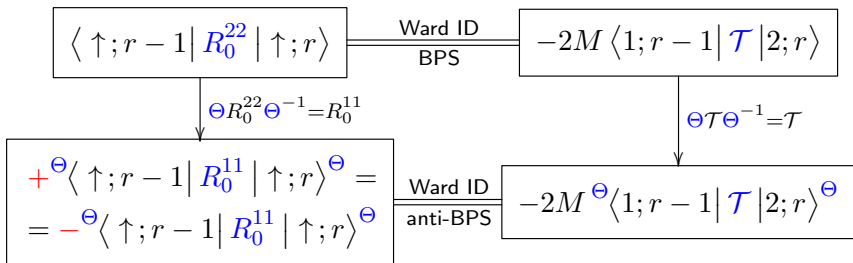 ⟨↑; r − 1| R₀²² |↑; r⟩
Ward ID
BPS
−2M ⟨1; r − 1| 𝒯 |2; r⟩
ΘR₀²²Θ⁻¹=R₀¹¹
Θ𝒯Θ⁻¹=𝒯
+ ^Θ⟨↑; r − 1| R₀¹¹ |↑; r⟩^Θ =
= − ^Θ⟨↑; r − 1| R₀¹¹ |↑; r⟩^Θ
Ward ID
anti-BPS
−2M ^Θ⟨1; r − 1| 𝒯 |2; r⟩^Θ